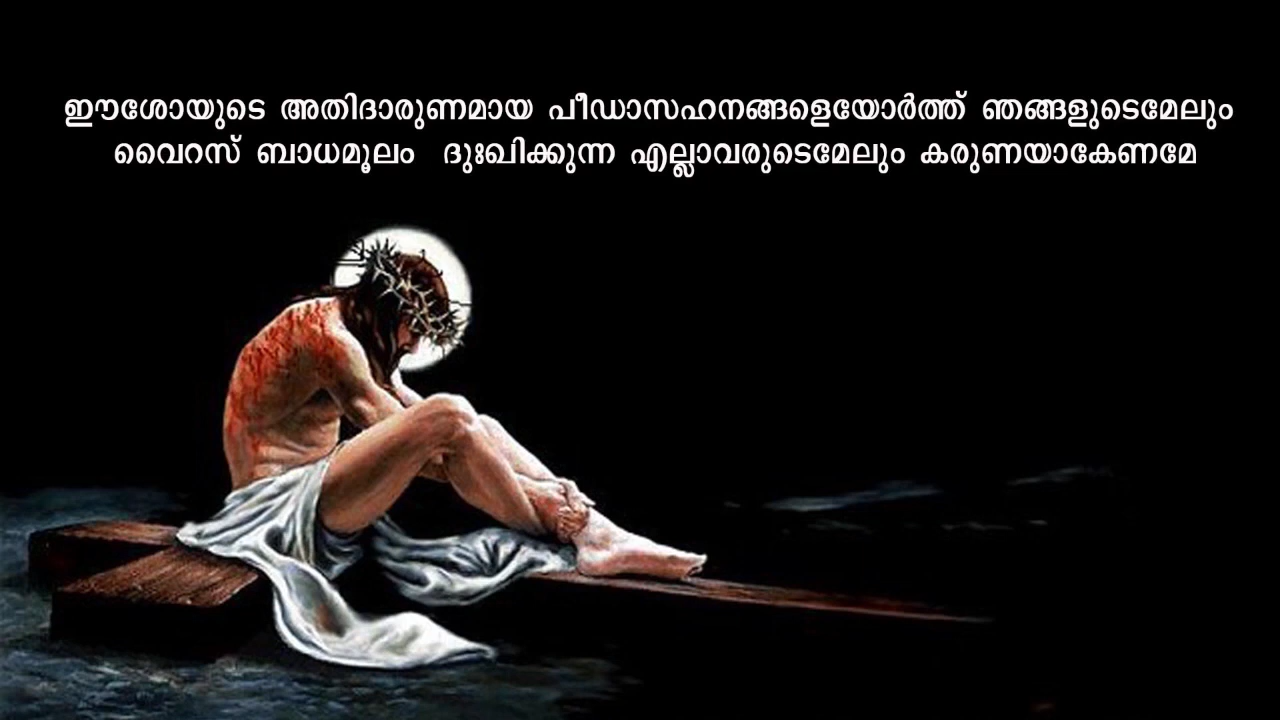 ഈശോയുടെ അതിദാരുണമായ പീഡാസഹനങ്ങളെയോർത്ത് ഞങ്ങളുടെമേലും
വൈറസ് ബാധമൂലം ദുഃഖിക്കുന്ന എല്ലാവരുടെമേലും കരുണയാകേണമേ